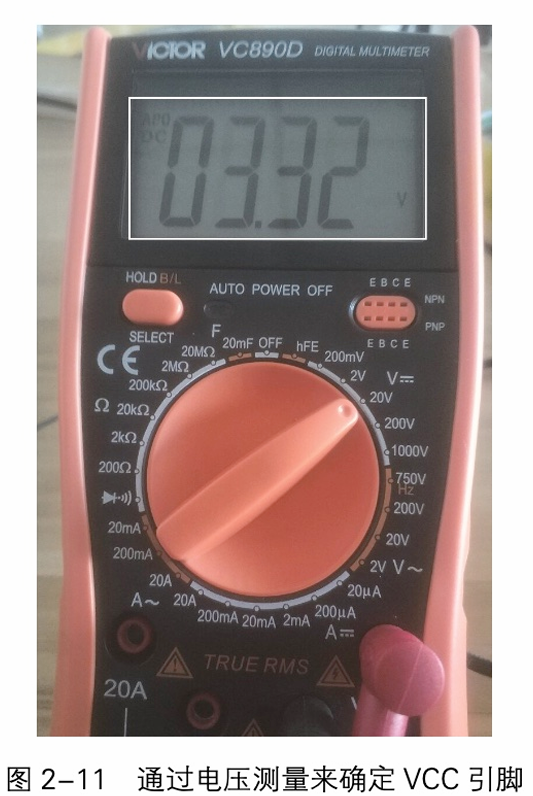 VICTOR VC890D DIGITAL MULTIMETER
APO
DC
03.32
V
HOLD B/L
AUTO POWER OFF
E B C E
NPN
PNP
E B C E
SELECT
F
CE
20mF OFF hFE
20MΩ
200mV
2MΩ
2V
V⎓
200kΩ
20V
Ω
20kΩ
200V
2kΩ
1000V
200Ω
750V
Hz
200V
20mA
20V
200mA
2V V~
20A
20μA
A~
20A
200mA 20mA 2mA 200μA
A⎓
TRUE RMS
20A
图 2-11 通过电压测量来确定 VCC 引脚